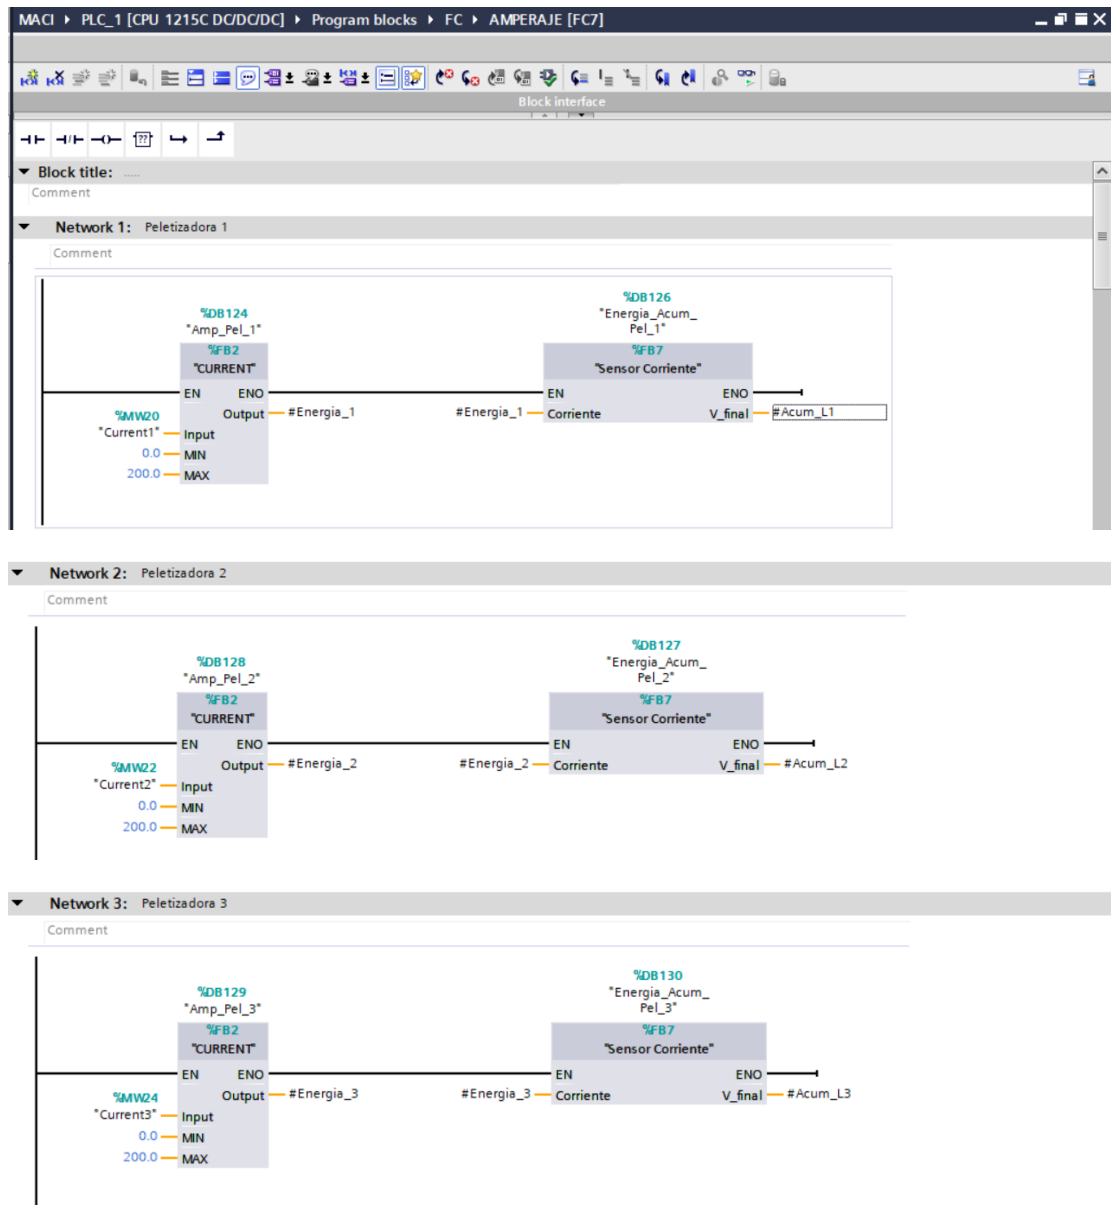 MACI ▸ PLC_1 [CPU 1215C DC/DC/DC] ▸ Program blocks ▸ FC ▸ AMPERAJE [FC7]
Block interface
??
Block title: .....
Comment
Network 1: Peletizadora 1
Comment
%DB124
"Amp_Pel_1"
%FB2
"CURRENT"
EN ENO
Output #Energia_1
%MW20
"Current1" Input
0.0 MIN
200.0 MAX
%DB126
"Energia_Acum_
Pel_1"
%FB7
"Sensor Corriente"
EN ENO
#Energia_1 Corriente V_final #Acum_L1
Network 2: Peletizadora 2
Comment
%DB128
"Amp_Pel_2"
%FB2
"CURRENT"
EN ENO
Output #Energia_2
%MW22
"Current2" Input
0.0 MIN
200.0 MAX
%DB127
"Energia_Acum_
Pel_2"
%FB7
"Sensor Corriente"
EN ENO
#Energia_2 Corriente V_final #Acum_L2
Network 3: Peletizadora 3
Comment
%DB129
"Amp_Pel_3"
%FB2
"CURRENT"
EN ENO
Output #Energia_3
%MW24
"Current3" Input
0.0 MIN
200.0 MAX
%DB130
"Energia_Acum_
Pel_3"
%FB7
"Sensor Corriente"
EN ENO
#Energia_3 Corriente V_final #Acum_L3